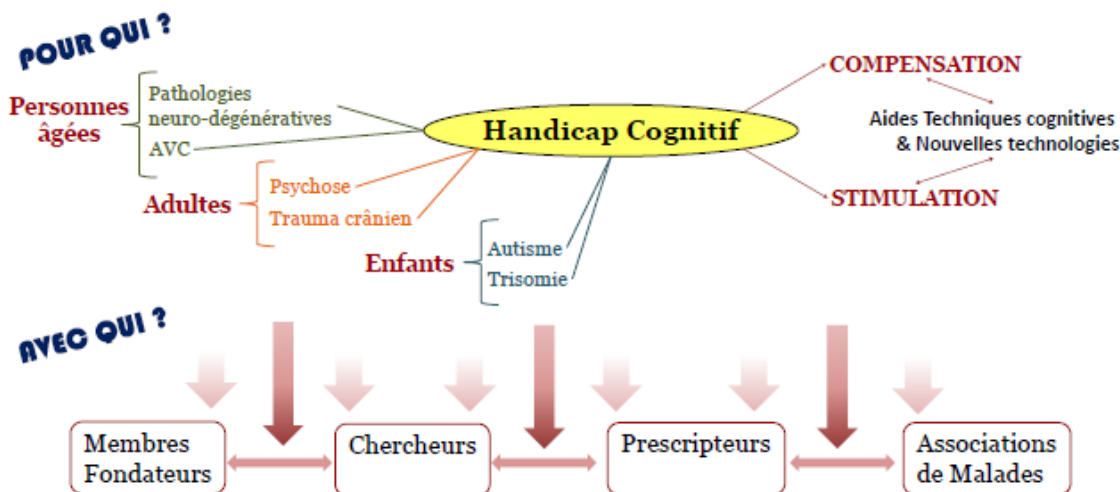 POUR QUI ?
Personnes
âgées
Pathologies
neuro-dégénératives
AVC
Adultes
Psychose
Trauma crânien
Enfants
Autisme
Trisomie
Handicap Cognitif
COMPENSATION
Aides Techniques cognitives
& Nouvelles technologies
STIMULATION
AVEC QUI ?
Membres
Fondateurs
Chercheurs
Prescripteurs
Associations
de Malades